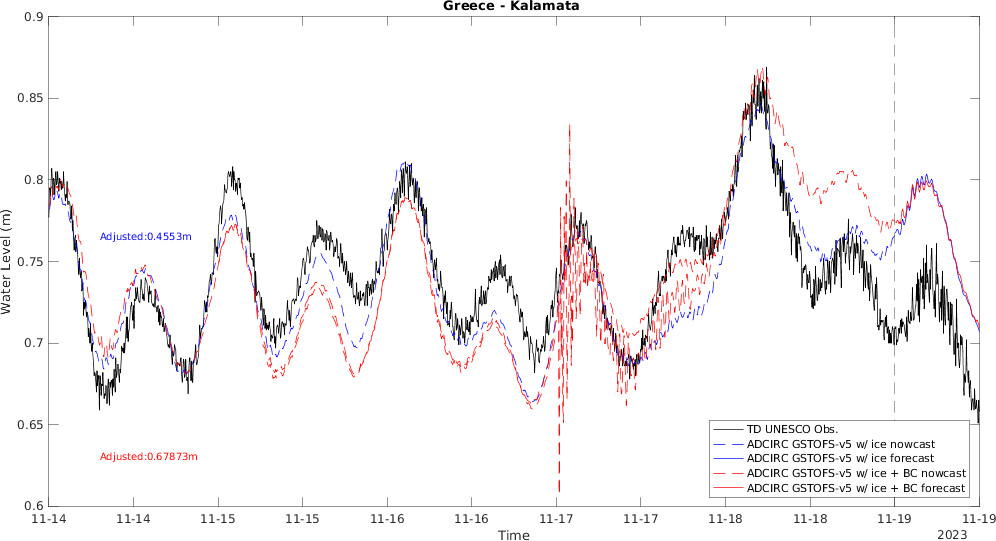 Greece - Kalamata
0.9
0.85
0.8
0.75
0.7
0.65
0.6
Water Level (m)
Adjusted:0.4553m
Adjusted:0.67873m
TD UNESCO Obs.
ADCIRC GSTOFS-v5 w/ ice nowcast
ADCIRC GSTOFS-v5 w/ ice forecast
ADCIRC GSTOFS-v5 w/ ice + BC nowcast
ADCIRC GSTOFS-v5 w/ ice + BC forecast
11-14 11-14 11-15 11-15 11-16 11-16 11-17 11-17 11-18 11-18 11-19 11-19
Time
2023